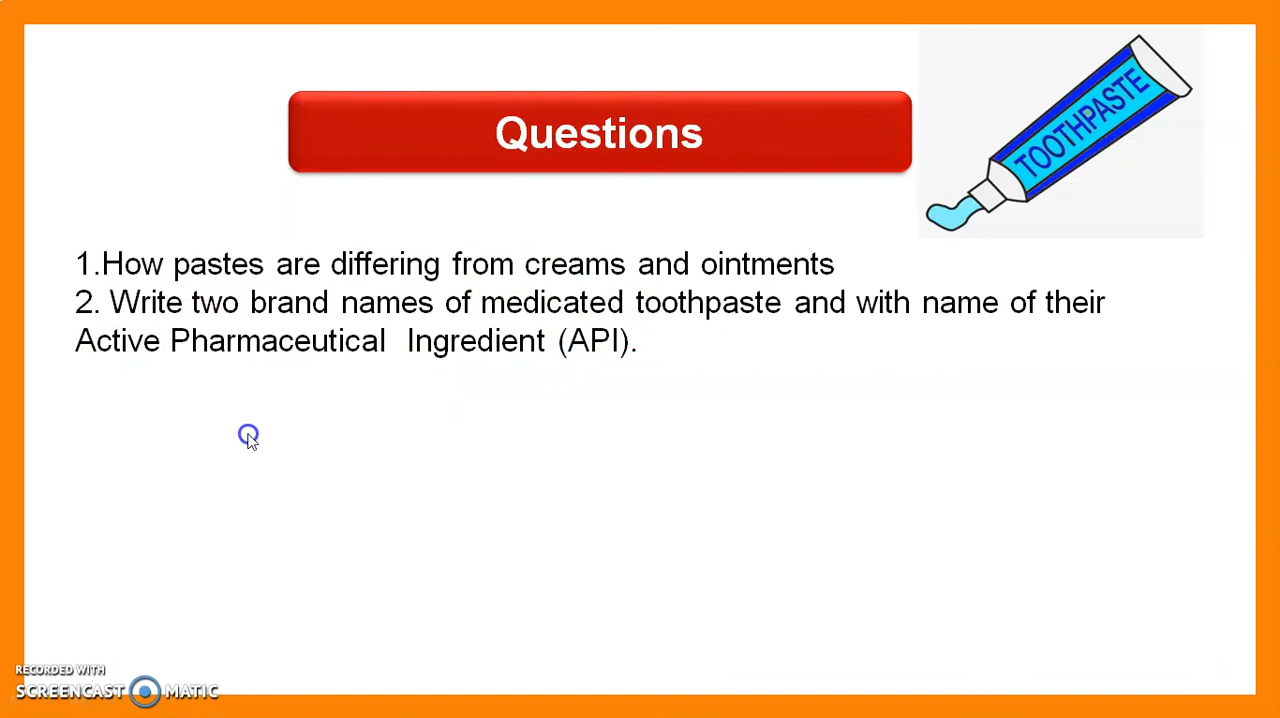 Questions
TOOTHPASTE
1.How pastes are differing from creams and ointments
2. Write two brand names of medicated toothpaste and with name of their
Active Pharmaceutical Ingredient (API).
RECORDED WITH
SCREENCAST MATIC